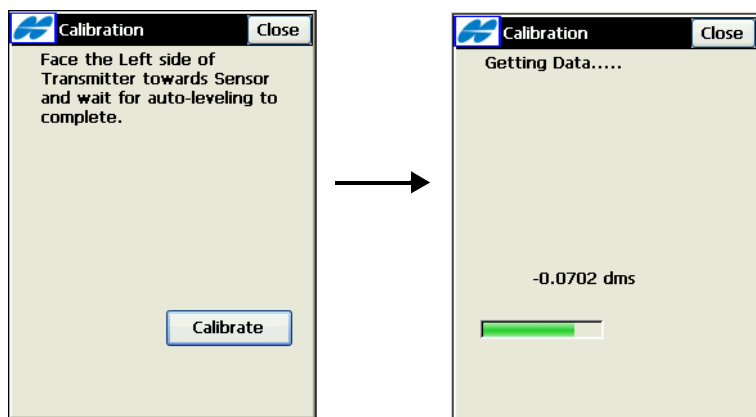 Calibration
Close
Face the Left side of
Transmitter towards Sensor
and wait for auto-leveling to
complete.
Calibrate
Calibration
Close
Getting Data.....
-0.0702 dms